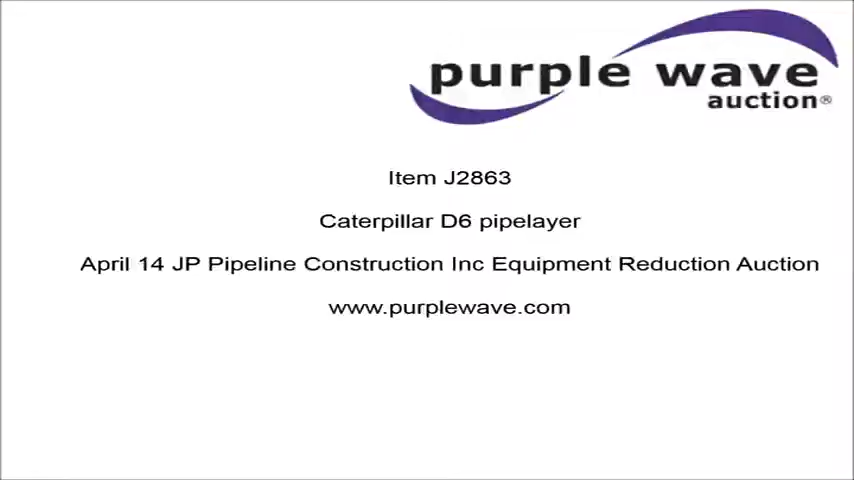 purple wave
auction®
Item J2863
Caterpillar D6 pipelayer
April 14 JP Pipeline Construction Inc Equipment Reduction Auction
www.purplewave.com